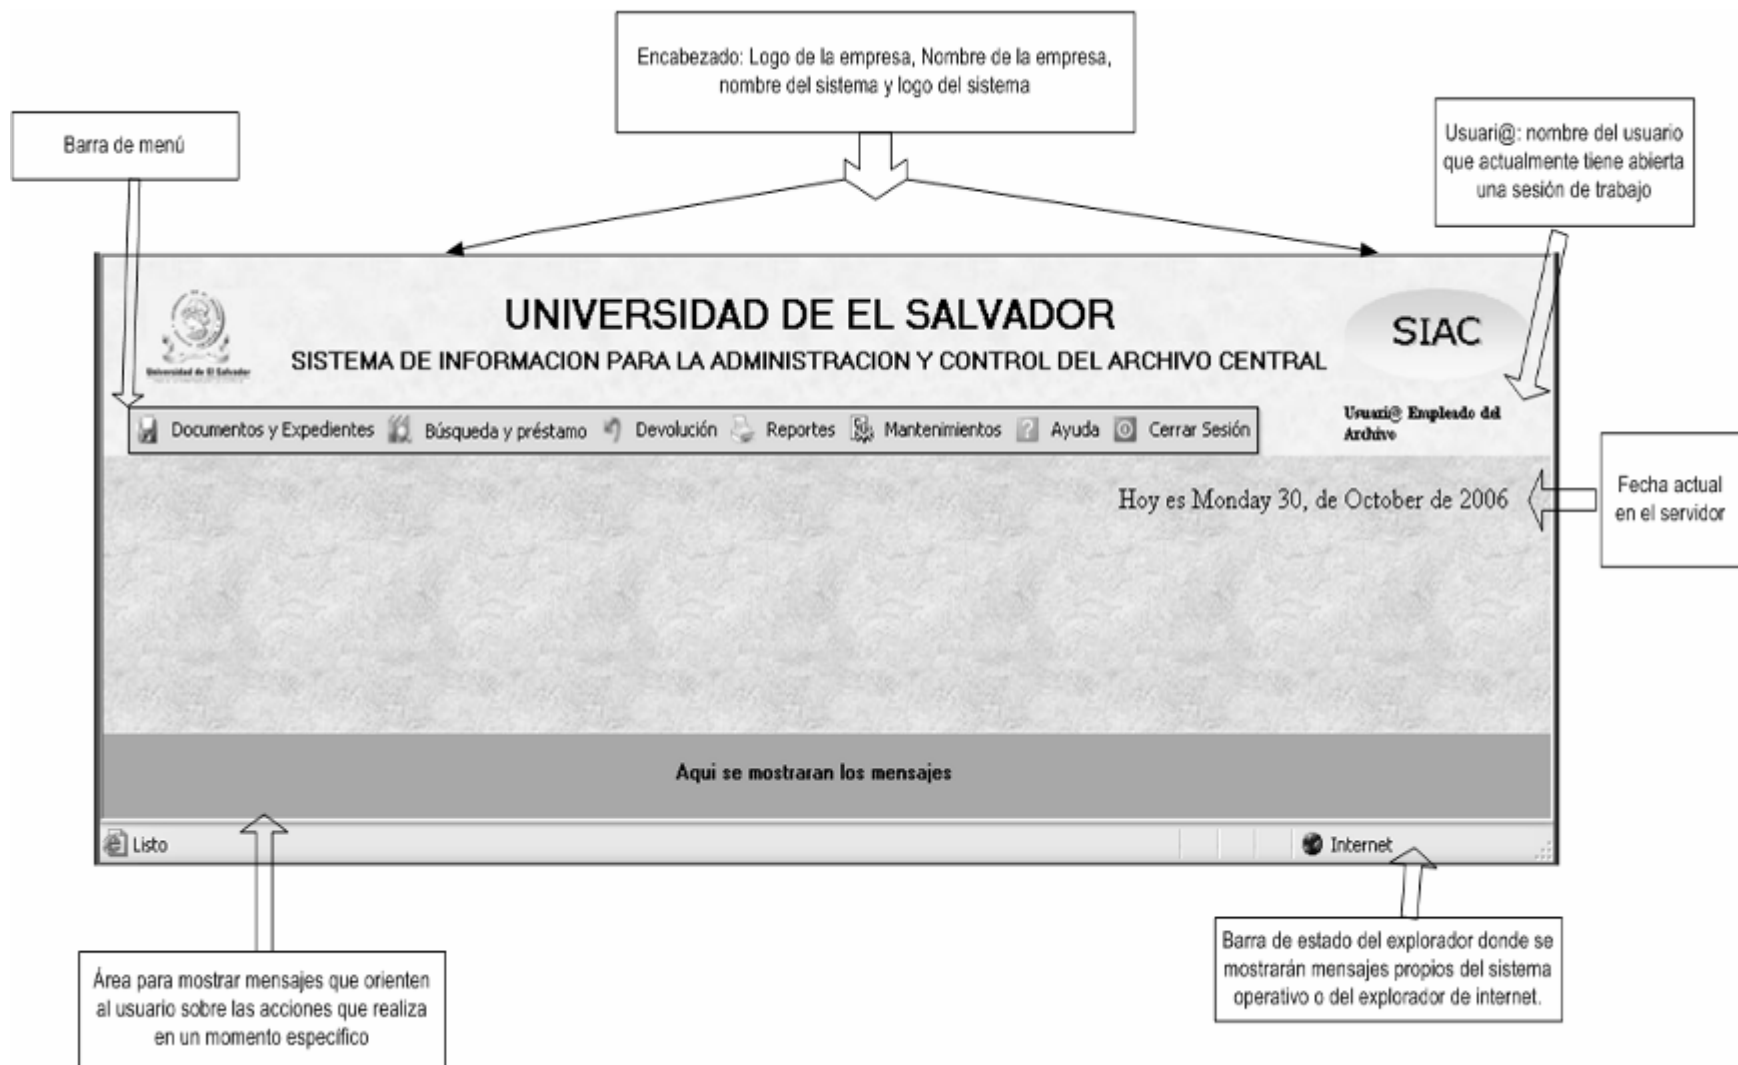 Encabezado: Logo de la empresa, Nombre de la empresa,
nombre del sistema y logo del sistema
Barra de menú
Usuari@: nombre del usuario
que actualmente tiene abierta
una sesión de trabajo
UNIVERSIDAD DE EL SALVADOR
SIAC
SISTEMA DE INFORMACION PARA LA ADMINISTRACION Y CONTROL DEL ARCHIVO CENTRAL
Universidad de El Salvador
Usuari@ Empleado del
Archivo
Documentos y Expedientes Búsqueda y préstamo Devolución Reportes Mantenimientos Ayuda Cerrar Sesión
Hoy es Monday 30, de October de 2006
Fecha actual
en el servidor
Aqui se mostraran los mensajes
Listo
Internet
Área para mostrar mensajes que orienten
al usuario sobre las acciones que realiza
en un momento específico
Barra de estado del explorador donde se
mostrarán mensajes propios del sistema
operativo o del explorador de internet.